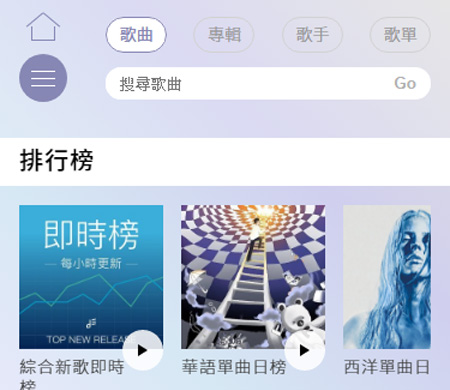 歌曲 專輯 歌手 歌單
搜尋歌曲 Go
排行榜
即時榜
每小時更新
TOP NEW RELEASE
綜合新歌即時榜
華語單曲日榜
西洋單曲日